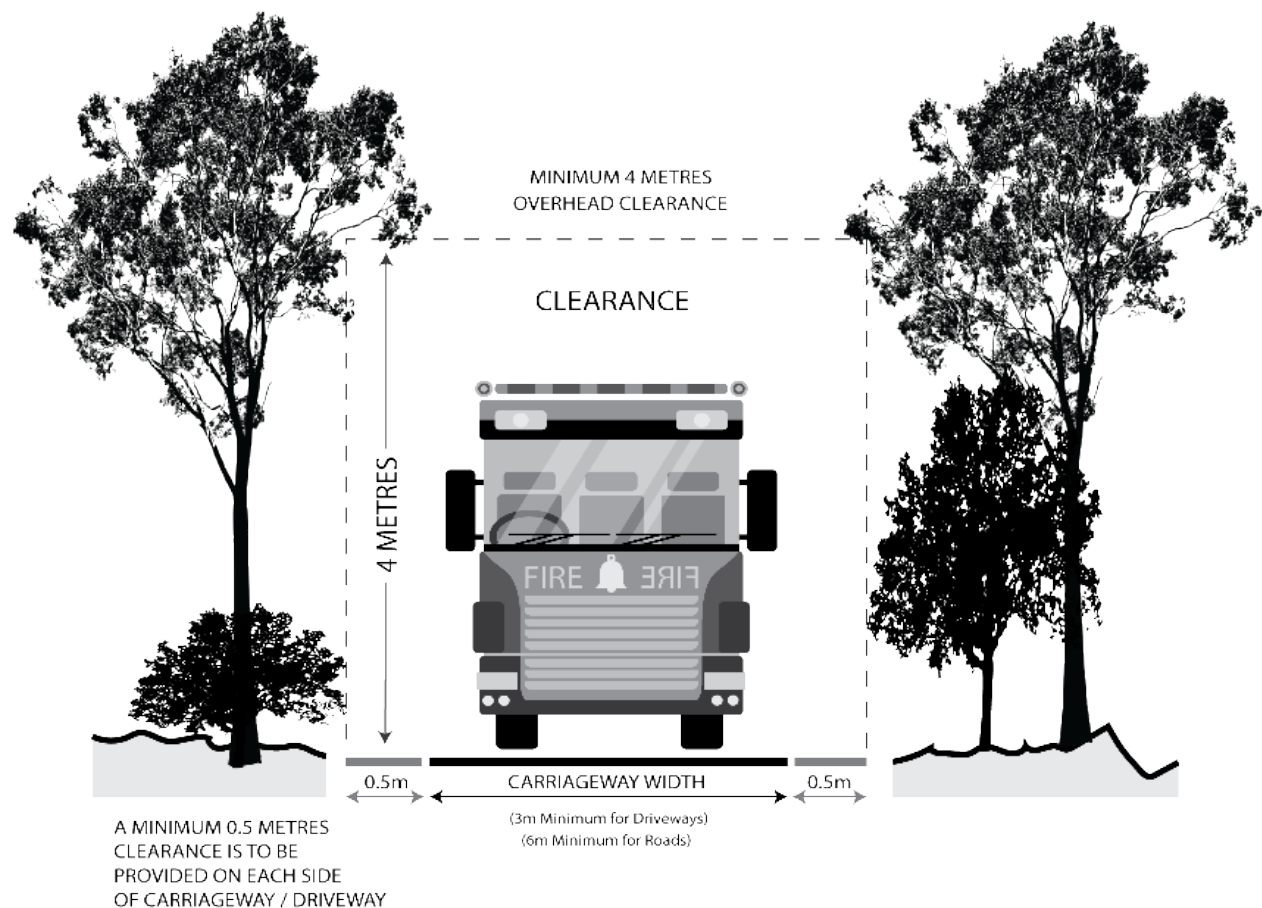 MINIMUM 4 METRES
OVERHEAD CLEARANCE
CLEARANCE
4 METRES
FIRE FIRE
0.5m
CARRIAGEWAY WIDTH
0.5m
(3m Minimum for Driveways)
(6m Minimum for Roads)
A MINIMUM 0.5 METRES
CLEARANCE IS TO BE
PROVIDED ON EACH SIDE
OF CARRIAGEWAY / DRIVEWAY